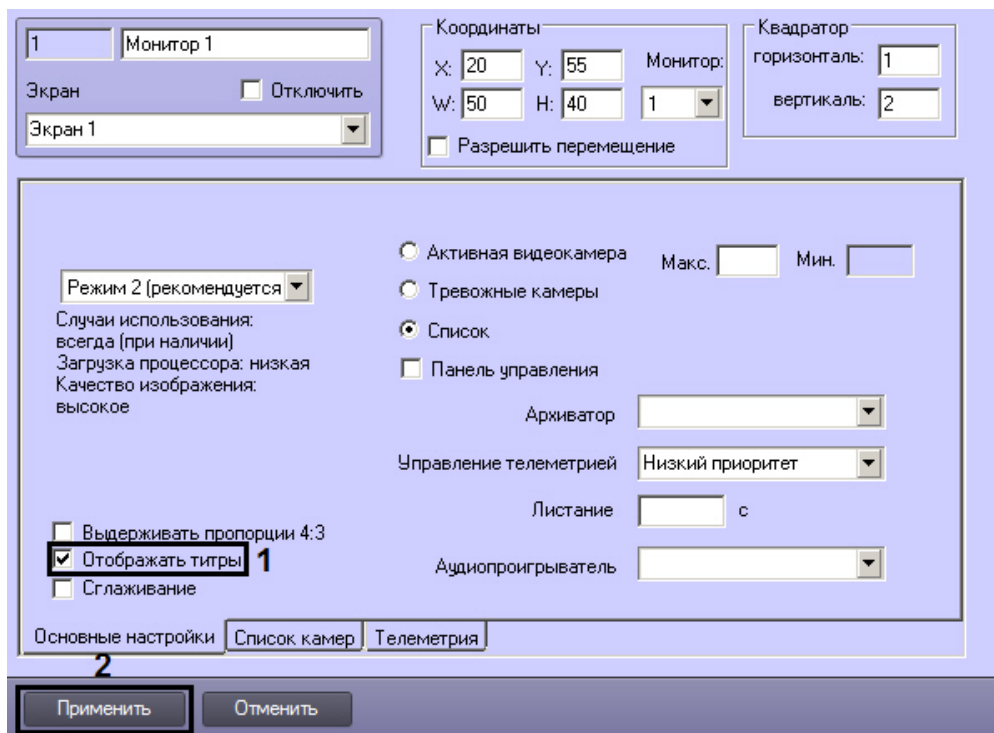 1
Монитор 1
Экран
Отключить
Экран 1
Координаты
X: 20 Y: 55 Монитор:
W: 50 H: 40 1
Разрешить перемещение
Квадратор
горизонталь: 1
вертикаль: 2
Режим 2 (рекомендуется
Случаи использования:
всегда (при наличии)
Загрузка процессора: низкая
Качество изображения:
высокое
Активная видеокамера
Макс. Мин.
Тревожные камеры
Список
Панель управления
Архиватор
Управление телеметрией Низкий приоритет
Листание с
Аудиопроигрыватель
Выдерживать пропорции 4:3
Отображать титры 1
Сглаживание
Основные настройки Список камер Телеметрия
2
Применить Отменить